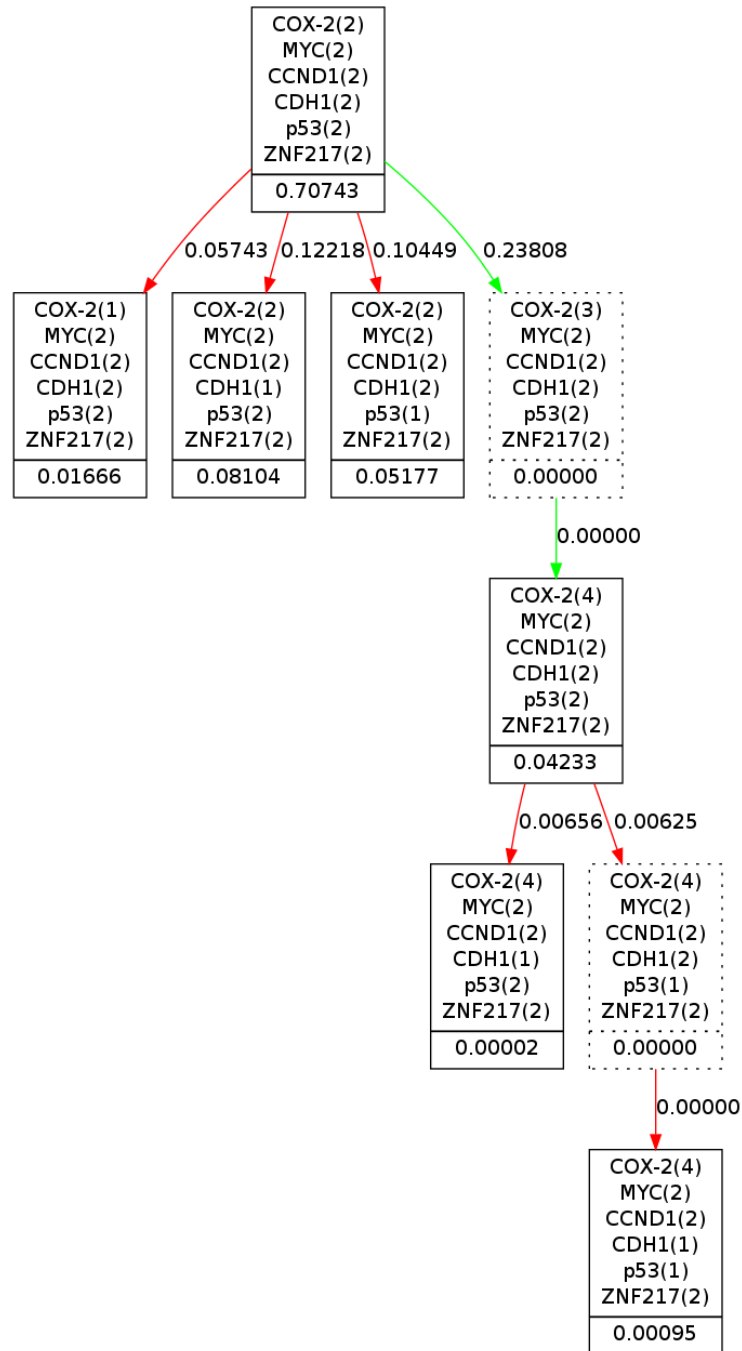 COX-2(2)
MYC(2)
CCND1(2)
CDH1(2)
p53(2)
ZNF217(2)
0.70743
0.05743
0.12218
0.10449
0.23808
COX-2(1)
MYC(2)
CCND1(2)
CDH1(2)
p53(2)
ZNF217(2)
0.01666
COX-2(2)
MYC(2)
CCND1(2)
CDH1(1)
p53(2)
ZNF217(2)
0.08104
COX-2(2)
MYC(2)
CCND1(2)
CDH1(2)
p53(1)
ZNF217(2)
0.05177
COX-2(3)
MYC(2)
CCND1(2)
CDH1(2)
p53(2)
ZNF217(2)
0.00000
0.00000
COX-2(4)
MYC(2)
CCND1(2)
CDH1(2)
p53(2)
ZNF217(2)
0.04233
0.00656
0.00625
COX-2(4)
MYC(2)
CCND1(2)
CDH1(1)
p53(2)
ZNF217(2)
0.00002
COX-2(4)
MYC(2)
CCND1(2)
CDH1(2)
p53(1)
ZNF217(2)
0.00000
0.00000
COX-2(4)
MYC(2)
CCND1(2)
CDH1(1)
p53(1)
ZNF217(2)
0.00095